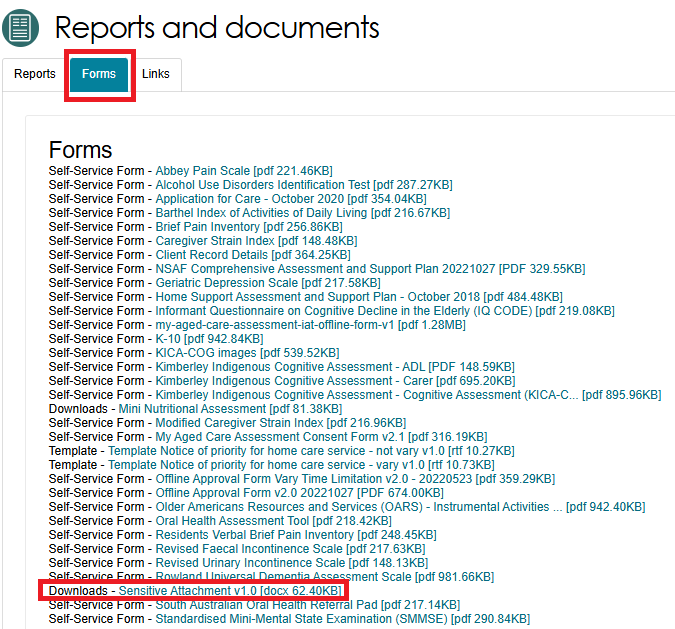 Reports and documents
Reports Forms Links
Forms
Self-Service Form - Abbey Pain Scale [pdf 221.46KB]
Self-Service Form - Alcohol Use Disorders Identification Test [pdf 287.27KB]
Self-Service Form - Application for Care - October 2020 [pdf 354.04KB]
Self-Service Form - Barthel Index of Activities of Daily Living [pdf 216.67KB]
Self-Service Form - Brief Pain Inventory [pdf 256.86KB]
Self-Service Form - Caregiver Strain Index [pdf 148.48KB]
Self-Service Form - Client Record Details [pdf 364.25KB]
Self-Service Form - NSAF Comprehensive Assessment and Support Plan 20221027 [PDF 329.55KB]
Self-Service Form - Geriatric Depression Scale [pdf 217.58KB]
Self-Service Form - Home Support Assessment and Support Plan - October 2018 [pdf 484.48KB]
Self-Service Form - Informant Questionnaire on Cognitive Decline in the Elderly (IQ CODE) [pdf 219.08KB]
Self-Service Form - my-aged-care-assessment-iat-offline-form-v1 [pdf 1.28MB]
Self-Service Form - K-10 [pdf 942.84KB]
Self-Service Form - KICA-COG images [pdf 539.52KB]
Self-Service Form - Kimberley Indigenous Cognitive Assessment - ADL [PDF 148.59KB]
Self-Service Form - Kimberley Indigenous Cognitive Assessment - Carer [pdf 695.20KB]
Self-Service Form - Kimberley Indigenous Cognitive Assessment - Cognitive Assessment (KICA-C... [pdf 895.96KB]
Downloads - Mini Nutritional Assessment [pdf 81.38KB]
Self-Service Form - Modified Caregiver Strain Index [pdf 216.96KB]
Self-Service Form - My Aged Care Assessment Consent Form v2.1 [pdf 316.19KB]
Template - Template Notice of priority for home care service - not vary v1.0 [rtf 10.27KB]
Template - Template Notice of priority for home care service - vary v1.0 [rtf 10.73KB]
Self-Service Form - Offline Approval Form Vary Time Limitation v2.0 - 20220523 [pdf 359.29KB]
Self-Service Form - Offline Approval Form v2.0 20221027 [PDF 674.00KB]
Self-Service Form - Older Americans Resources and Services (OARS) - Instrumental Activities ... [pdf 942.40KB]
Self-Service Form - Oral Health Assessment Tool [pdf 218.42KB]
Self-Service Form - Residents Verbal Brief Pain Inventory [pdf 248.45KB]
Self-Service Form - Revised Faecal Incontinence Scale [pdf 217.63KB]
Self-Service Form - Revised Urinary Incontinence Scale [pdf 148.13KB]
Self-Service Form - Rowland Universal Dementia Assessment Scale [pdf 981.66KB]
Downloads - Sensitive Attachment v1.0 [docx 62.40KB]
Self-Service Form - South Australian Oral Health Referral Pad [pdf 217.14KB]
Self-Service Form - Standardised Mini-Mental State Examination (SMMSE) [pdf 290.84KB]